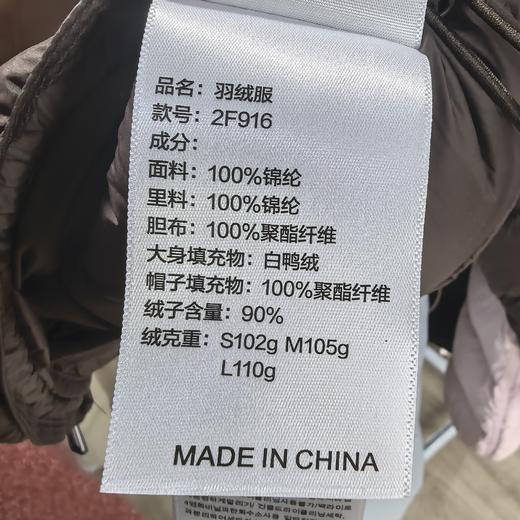 品名：羽绒服
款号：2F916
成分：
面料：100%锦纶
里料：100%锦纶
胆布：100%聚酯纤维
大身填充物：白鸭绒
帽子填充物：100%聚酯纤维
绒子含量：90%
绒克重：S102g M105g
L110g
MADE IN CHINA